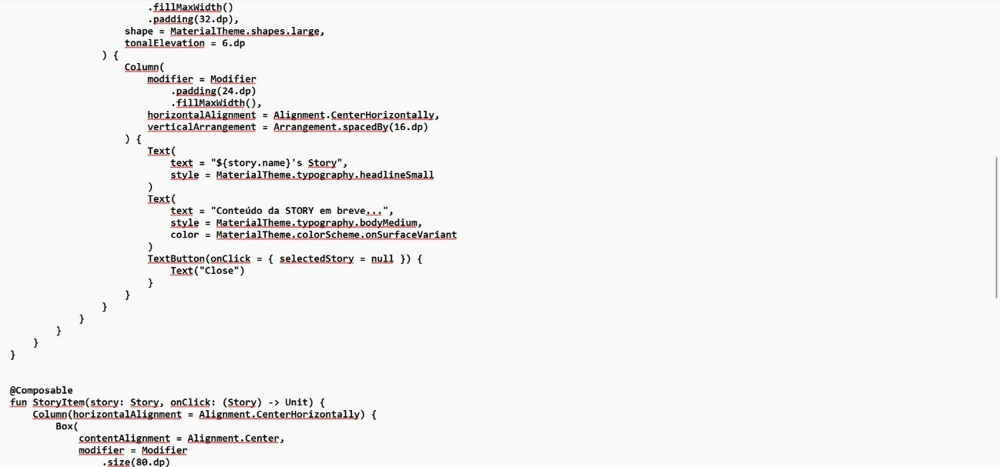 .fillMaxWidth()
.padding(32.dp),
shape = MaterialTheme.shapes.large,
tonalElevation = 6.dp
) {
Column(
modifier = Modifier
.padding(24.dp)
.fillMaxWidth(),
horizontalAlignment = Alignment.CenterHorizontally,
verticalArrangement = Arrangement.spacedBy(16.dp)
) {
Text(
text = "${story.name}'s Story",
style = MaterialTheme.typography.headlineSmall
)
Text(
text = "Conteúdo da STORY em breve...",
style = MaterialTheme.typography.bodyMedium,
color = MaterialTheme.colorScheme.onSurfaceVariant
)
TextButton(onClick = { selectedStory = null }) {
Text("Close")
}
}
}
}
}
}
}
@Composable
fun StoryItem(story: Story, onClick: (Story) -> Unit) {
Column(horizontalAlignment = Alignment.CenterHorizontally) {
Box(
contentAlignment = Alignment.Center,
modifier = Modifier
.size(80.dp)